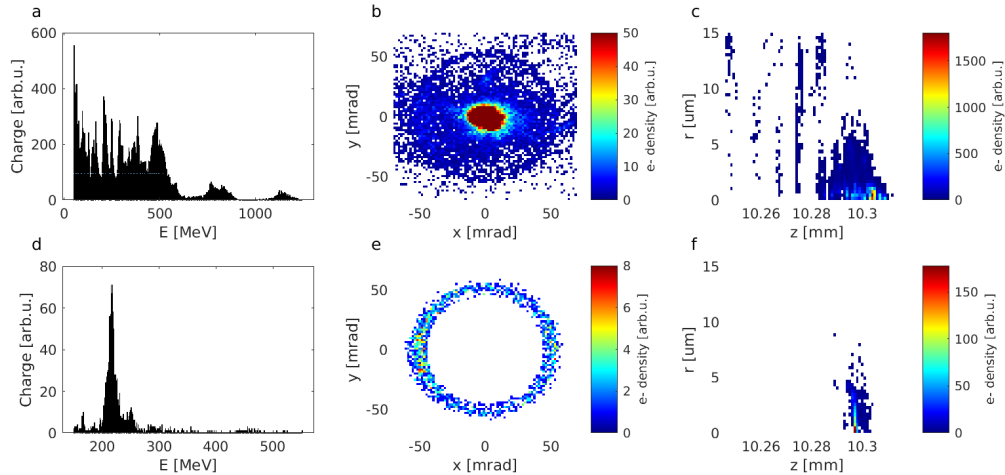 a
600
400
200
0
Charge [arb.u.]
0
500
1000
E [MeV]
b
50
0
-50
y [mrad]
-50
0
50
x [mrad]
50
40
30
20
10
0
e- density [arb.u.]
c
15
10
5
0
r [um]
10.26
10.28
10.3
z [mm]
1500
1000
500
0
e- density [arb.u.]
d
80
60
40
20
0
Charge [arb.u.]
200
300
400
500
E [MeV]
e
50
0
-50
y [mrad]
-50
0
50
x [mrad]
8
6
4
2
0
e- density [arb.u.]
f
15
10
5
0
r [um]
10.26
10.28
10.3
z [mm]
150
100
50
0
e- density [arb.u.]